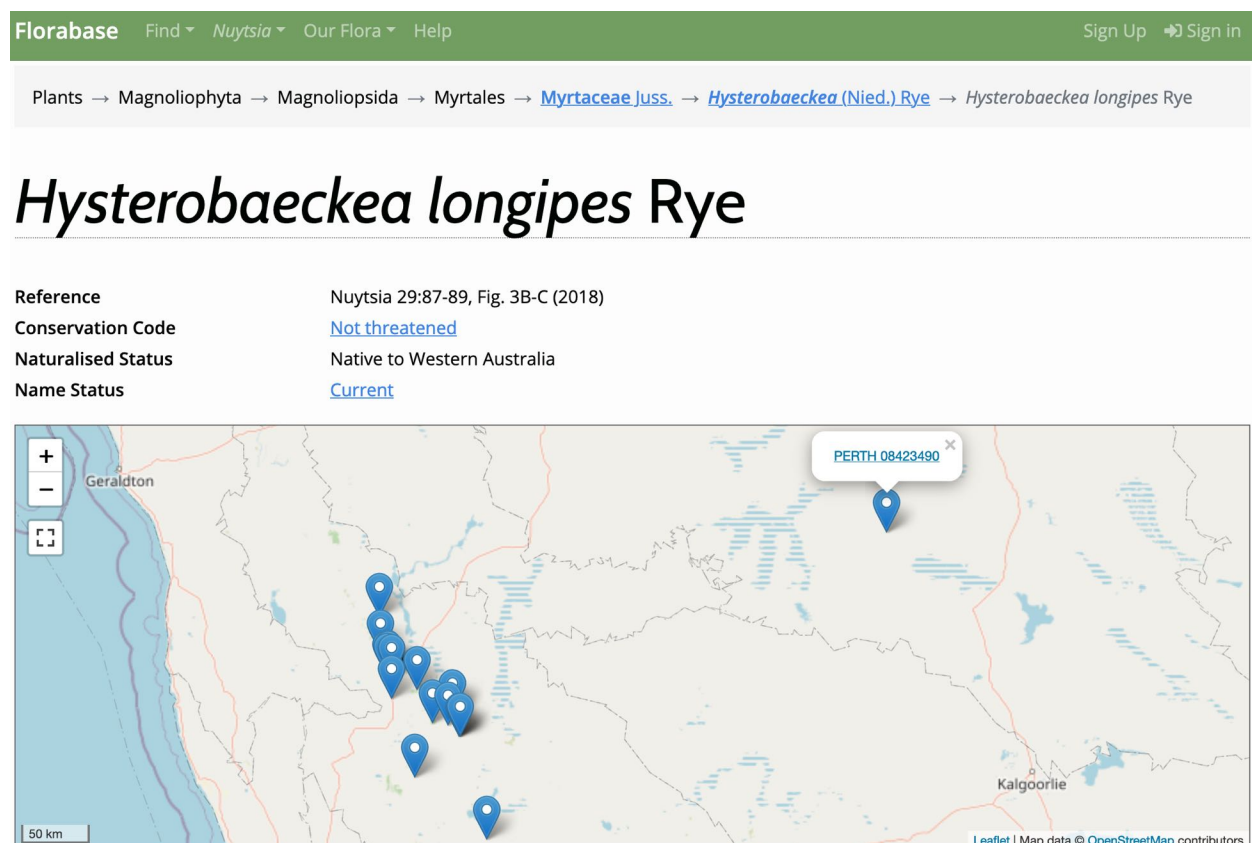 Florabase Find Nuytsia Our Flora Help Sign Up Sign in
Plants → Magnoliophyta → Magnoliopsida → Myrtales → Myrtaceae Juss. → Hysterobaeckea (Nied.) Rye → Hysterobaeckea longipes Rye
Hysterobaeckea longipes Rye
Reference Nuytsia 29:87-89, Fig. 3B-C (2018)
Conservation Code Not threatened
Naturalised Status Native to Western Australia
Name Status Current
+
−
PERTH 08423490 ×
Geraldton
Kalgoorlie
50 km
Leaflet | Map data © OpenStreetMap contributors